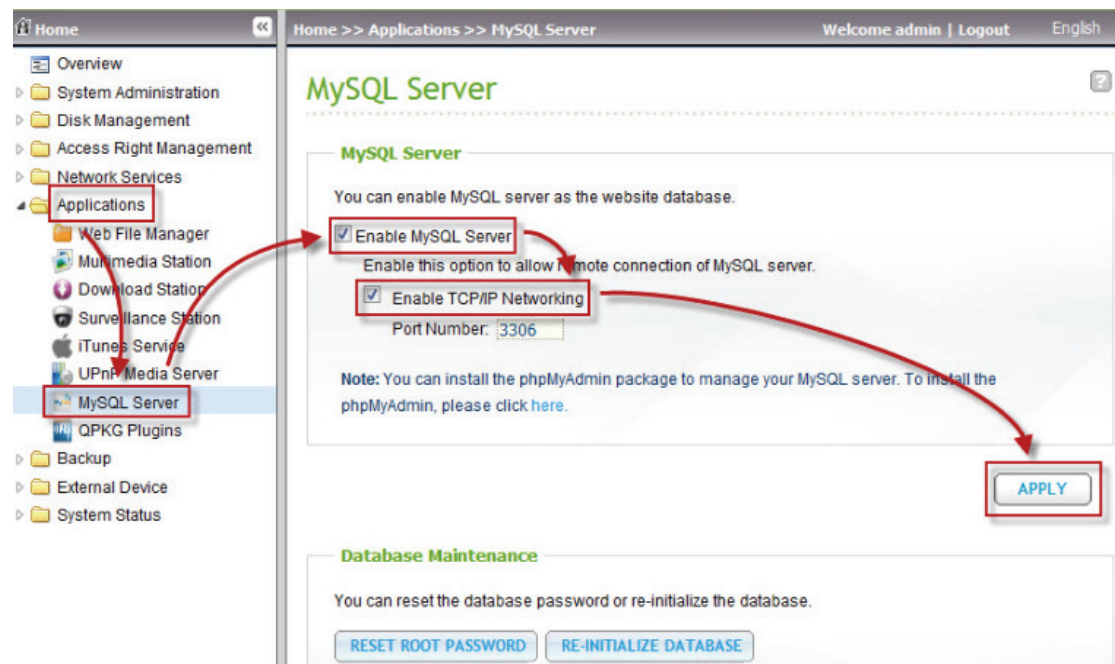 Home
Home >> Applications >> MySQL Server
Welcome admin | Logout
English
Overview
System Administration
Disk Management
Access Right Management
Network Services
Applications
Web File Manager
Multimedia Station
Download Station
Surveillance Station
iTunes Service
UPnP Media Server
MySQL Server
QPKG Plugins
Backup
External Device
System Status
MySQL Server
MySQL Server
You can enable MySQL server as the website database.
Enable MySQL Server
Enable this option to allow remote connection of MySQL server.
Enable TCP/IP Networking
Port Number: 3306
Note: You can install the phpMyAdmin package to manage your MySQL server. To install the
phpMyAdmin, please click here.
APPLY
Database Maintenance
You can reset the database password or re-initialize the database.
RESET ROOT PASSWORD
RE-INITIALIZE DATABASE